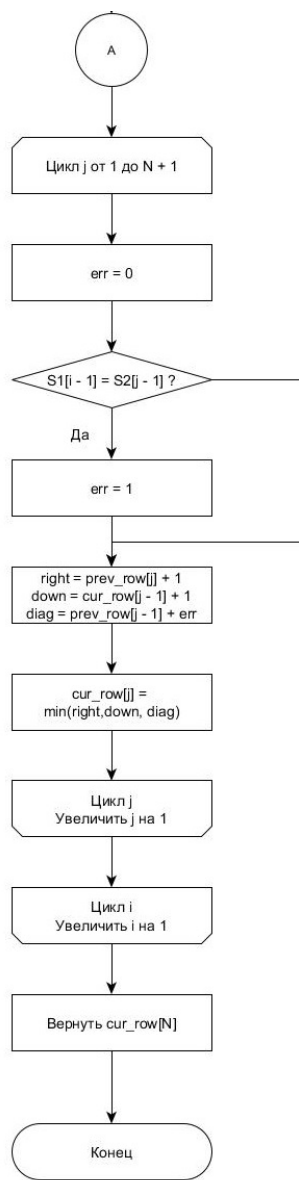 A
Цикл j от 1 до N + 1
err = 0
S1[i - 1] = S2[j - 1] ?
Да
err = 1
right = prev_row[j] + 1
down = cur_row[j - 1] + 1
diag = prev_row[j - 1] + err
cur_row[j] =
min(right,down, diag)
Цикл j
Увеличить j на 1
Цикл i
Увеличить i на 1
Вернуть cur_row[N]
Конец